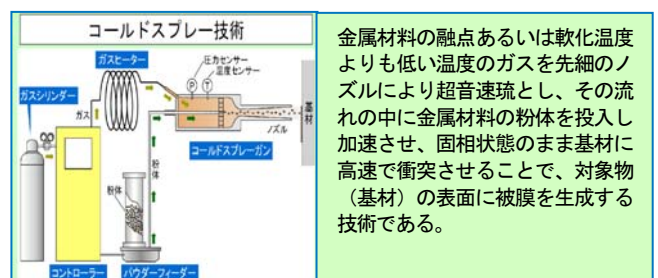 コールドスプレー技術
ガスヒーター
圧力センサー
温度センサー
P
T
ガスシリンダー
ガス
基材
ノズル
コールドスプレーガン
粉体
粉体
コントローラー
パウダーフィーダー
金属材料の融点あるいは軟化温度
よりも低い温度のガスを先細のノ
ズルにより超音速琉とし、その流
れの中に金属材料の粉体を投入し
加速させ、固相状態のまま基材に
高速で衝突させることで、対象物
（基材）の表面に被膜を生成する
技術である。